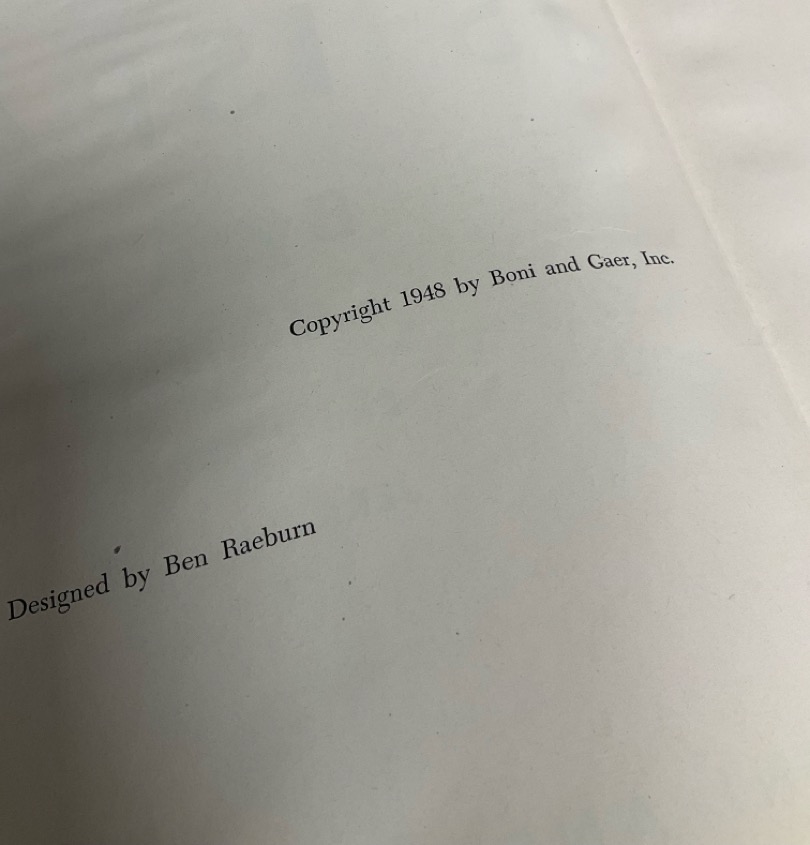 Copyright 1948 by Boni and Gaer, Inc.
Designed by Ben Raeburn